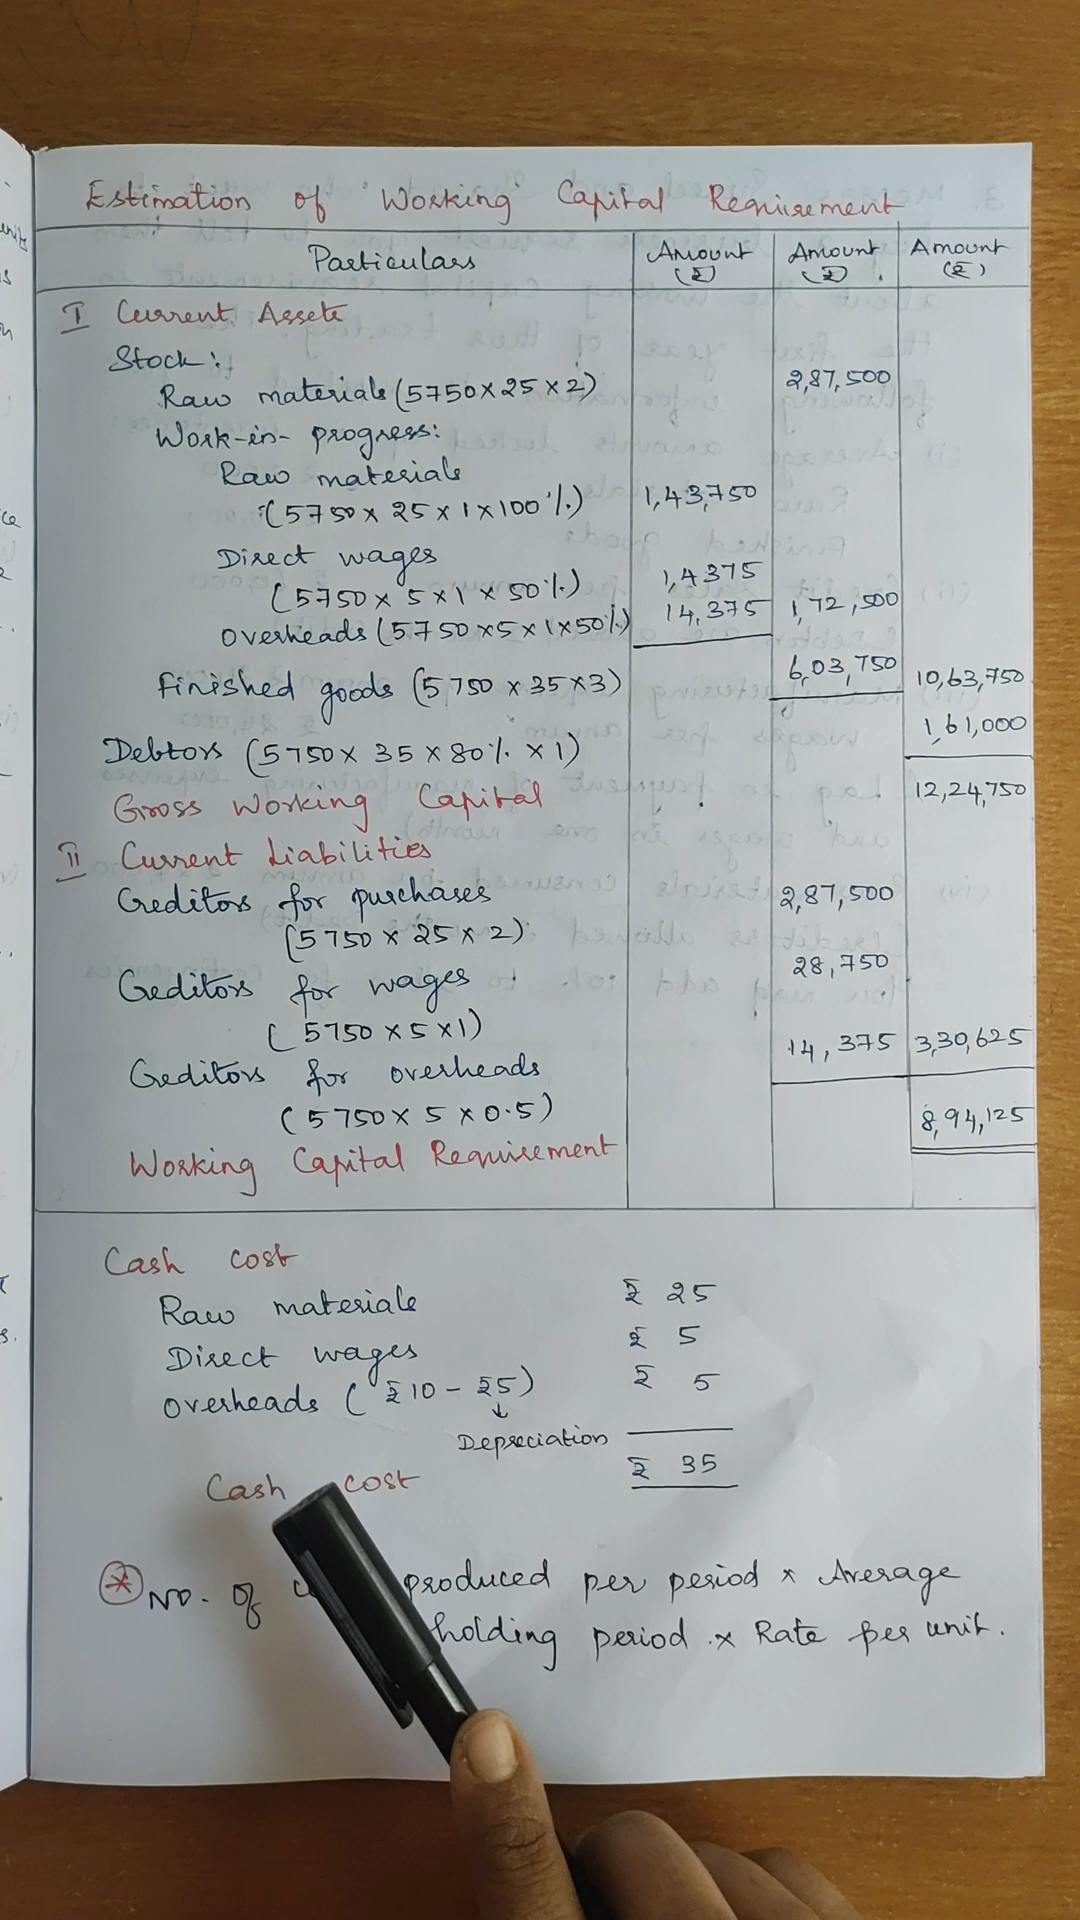 Estimation of Working Capital Requirement
Particulars Amount (₹) Amount (₹) Amount (₹)
I Current Assets
Stock:
Raw materials (5750 × 25 × 2) 2,87,500
Work-in-progress:
Raw materials
(5750 × 25 × 1 × 100%) 1,43,750
Direct wages
(5750 × 5 × 1 × 50%) 1,4375
Overheads (5750 × 5 × 1 × 50%) 14,375 1,72,500
Finished goods (5750 × 35 × 3) 6,03,750 10,63,750
Debtors (5750 × 35 × 80% × 1) 1,61,000
Gross Working Capital 12,24,750
II Current Liabilities
Creditors for purchases 2,87,500
(5750 × 25 × 2)
Creditors for wages 28,750
(5750 × 5 × 1)
Creditors for overheads 14,375 3,30,625
(5750 × 5 × 0.5)
Working Capital Requirement 8,94,125
Cash cost
Raw materials ₹ 25
Direct wages ₹ 5
Overheads (₹10 - ₹5) ₹ 5
Depreciation
Cash cost ₹ 35
* No. of produced per period × Average
holding period × Rate per unit.